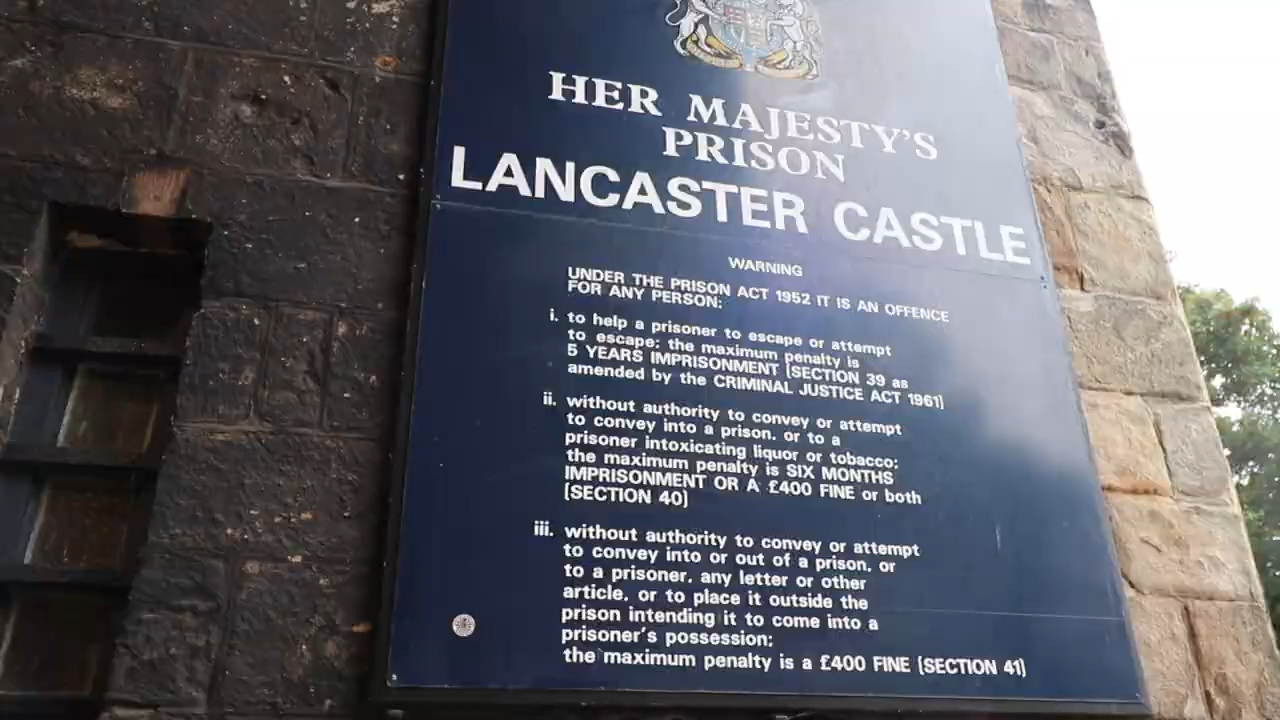 HER MAJESTY'S
PRISON
LANCASTER CASTLE
WARNING
UNDER THE PRISON ACT 1952 IT IS AN OFFENCE
FOR ANY PERSON:
i. to help a prisoner to escape or attempt
to escape; the maximum penalty is
5 YEARS IMPRISONMENT (SECTION 39 as
amended by the CRIMINAL JUSTICE ACT 1961)
ii. without authority to convey or attempt
to convey into a prison, or to a
prisoner intoxicating liquor or tobacco;
the maximum penalty is SIX MONTHS
IMPRISONMENT OR A £400 FINE or both
(SECTION 40)
iii. without authority to convey or attempt
to convey into or out of a prison, or
to a prisoner, any letter or other
article, or to place it outside the
prison intending it to come into a
prisoner's possession;
the maximum penalty is a £400 FINE (SECTION 41)